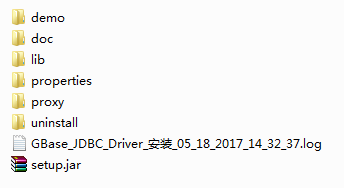 demo
doc
lib
properties
proxy
uninstall
GBase_JDBC_Driver_安装_05_18_2017_14_32_37.log
setup.jar